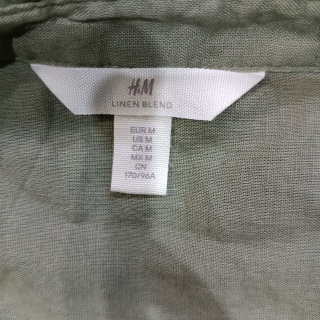 H&M
LINEN BLEND
EUR M
US M
CA M
MX M
CN
170/96A